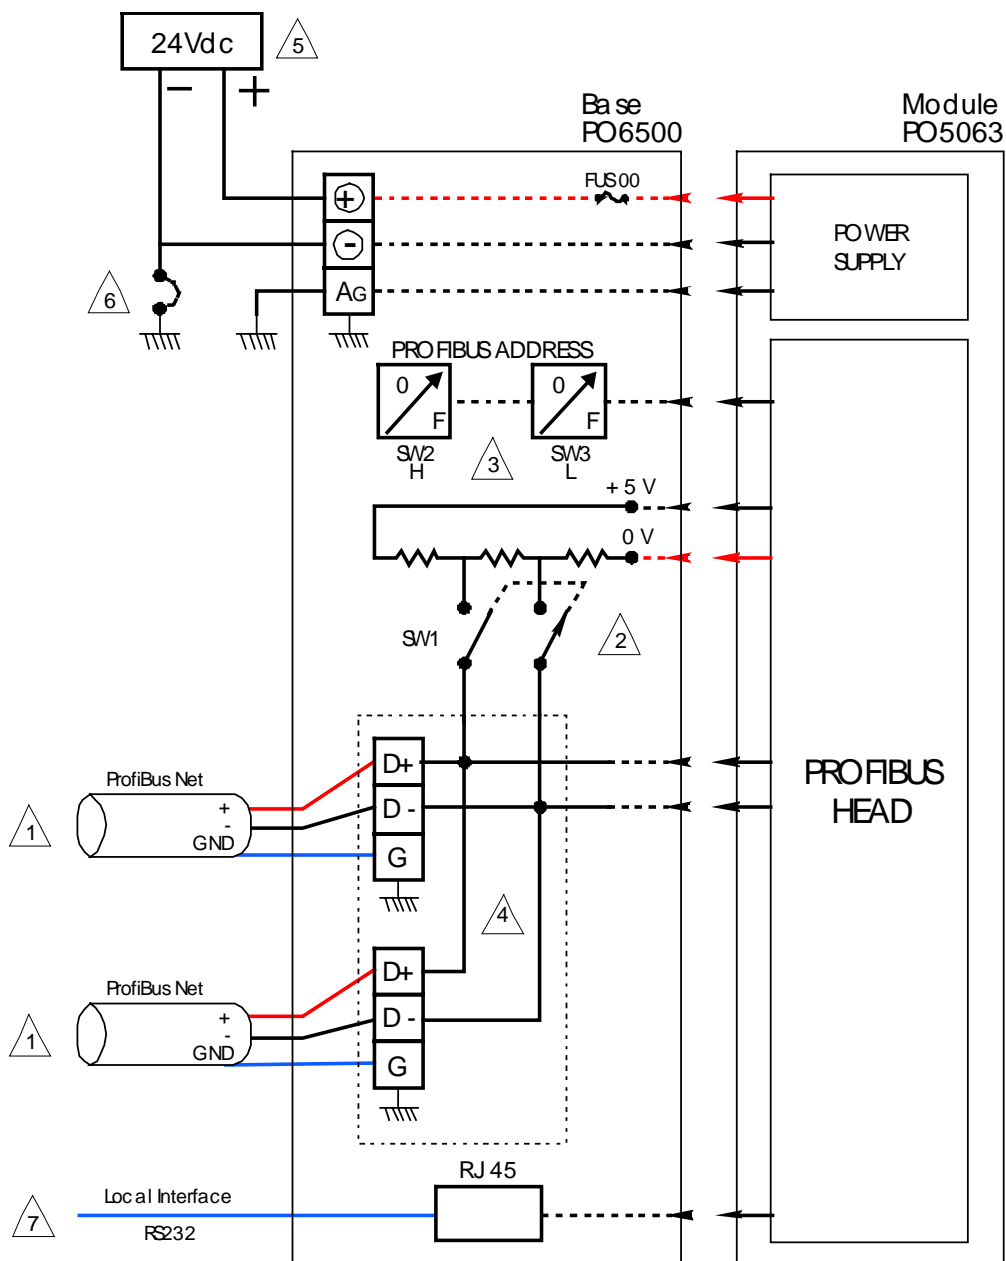 24Vdc
5
- +
Base
PO6500
Module
PO5063
FUS00
+
-
AG
POWER
SUPPLY
6
PROFIBUS ADDRESS
0
F
0
F
SW2
H
3
SW3
L
+ 5 V
0 V
SW1
2
PROFIBUS
HEAD
ProfiBus Net
1
+
-
GND
D+
D -
G
4
ProfiBus Net
1
+
-
GND
D+
D -
G
RJ 45
7
Local Interface
RS232